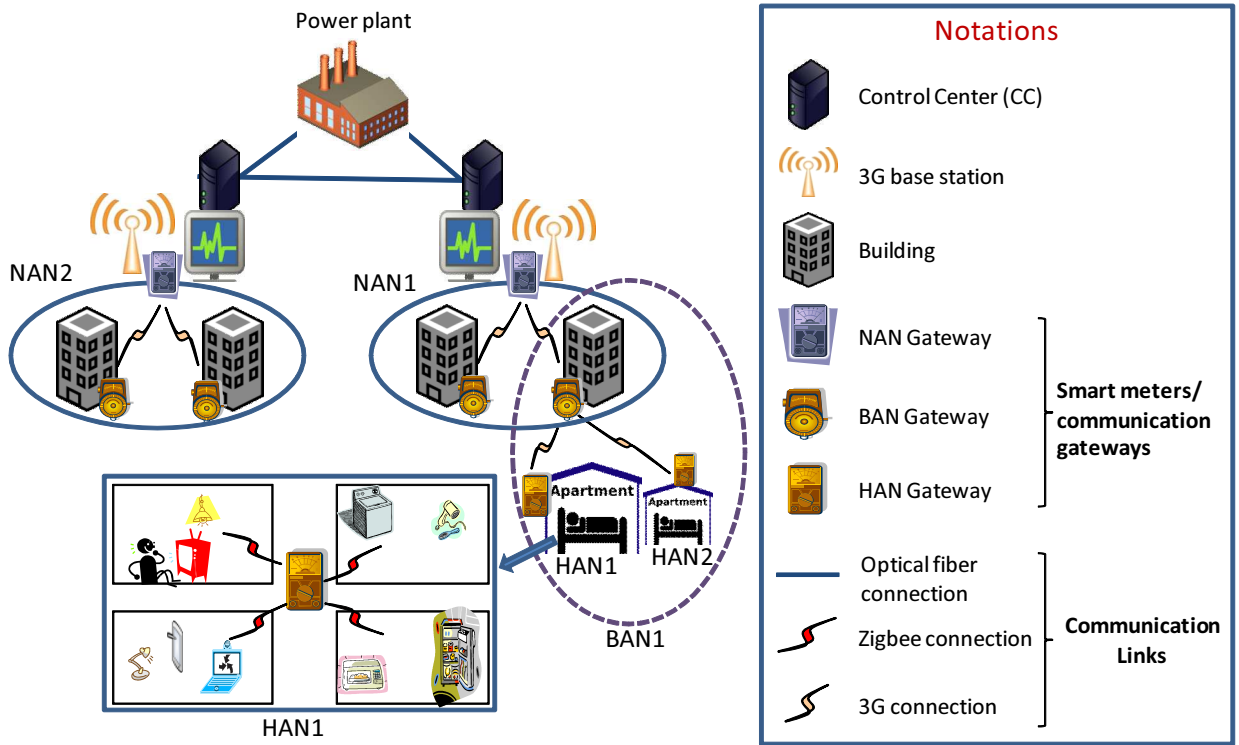 Power plant
NAN2
NAN1
Apartment
Apartment
HAN1
HAN2
BAN1
HAN1
Notations
Control Center (CC)
3G base station
Building
NAN Gateway
BAN Gateway
HAN Gateway
Smart meters/
communication
gateways
Optical fiber
connection
Zigbee connection
3G connection
Communication
Links